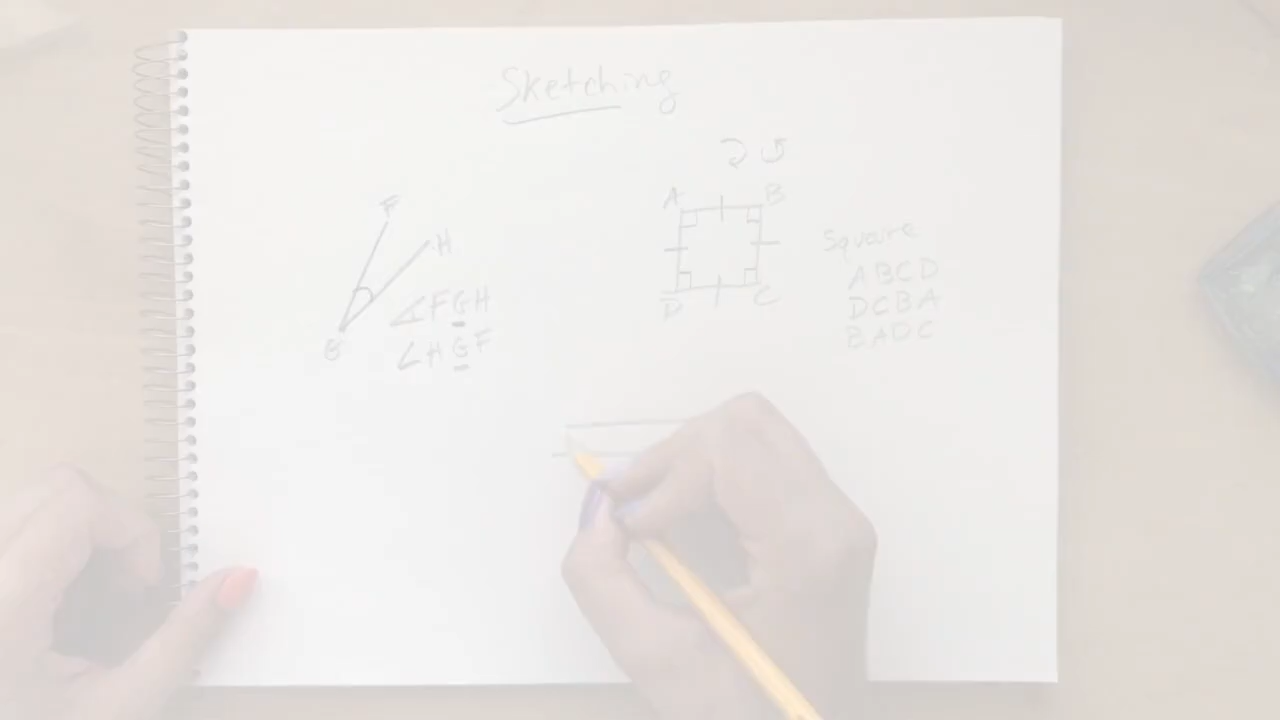 Sketching
F
H
G
∠FGH
∠HGF
A B
D C
Square
ABCD
DCBA
BADC